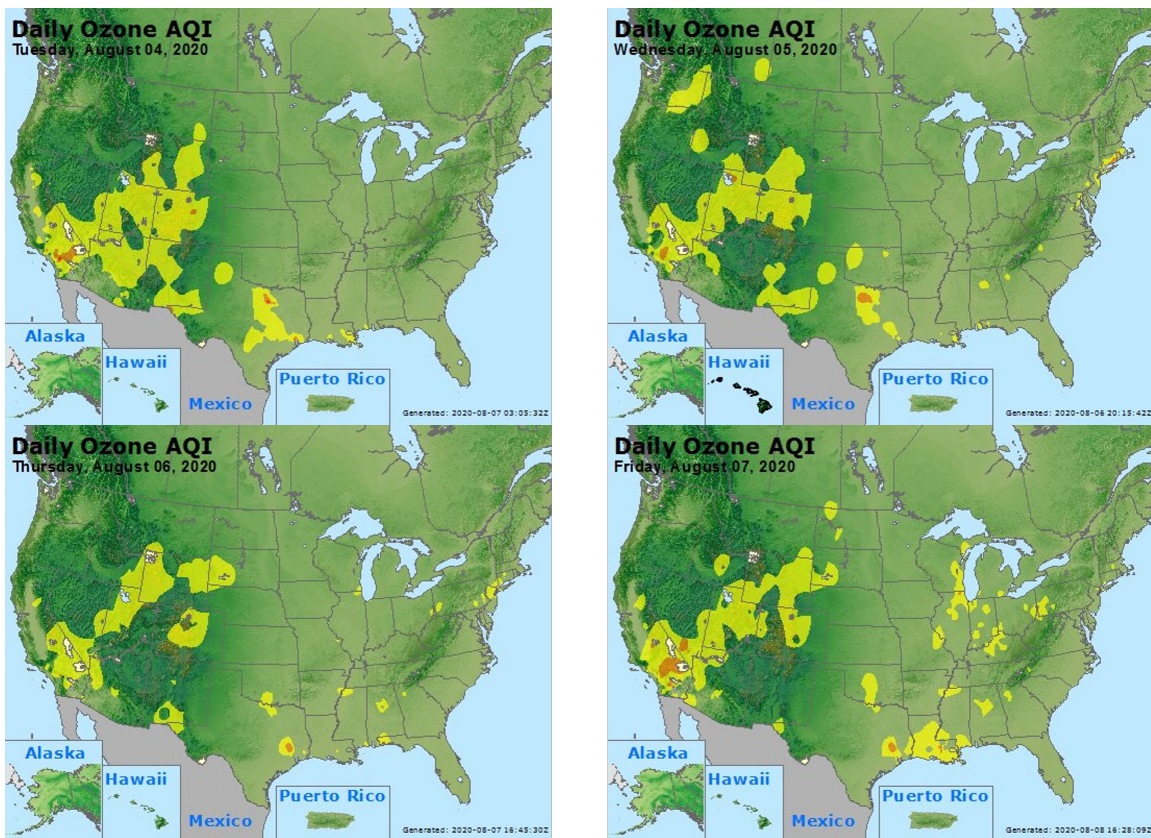 Daily Ozone AQI
Tuesday, August 04, 2020
Alaska
Hawaii
Mexico
Puerto Rico
Generated: 2020-08-07 03:05:32Z
Daily Ozone AQI
Wednesday, August 05, 2020
Alaska
Hawaii
Mexico
Puerto Rico
Generated: 2020-08-06 20:15:42Z
Daily Ozone AQI
Thursday, August 06, 2020
Alaska
Hawaii
Mexico
Puerto Rico
Generated: 2020-08-07 16:45:30Z
Daily Ozone AQI
Friday, August 07, 2020
Alaska
Hawaii
Mexico
Puerto Rico
Generated: 2020-08-08 16:28:09Z